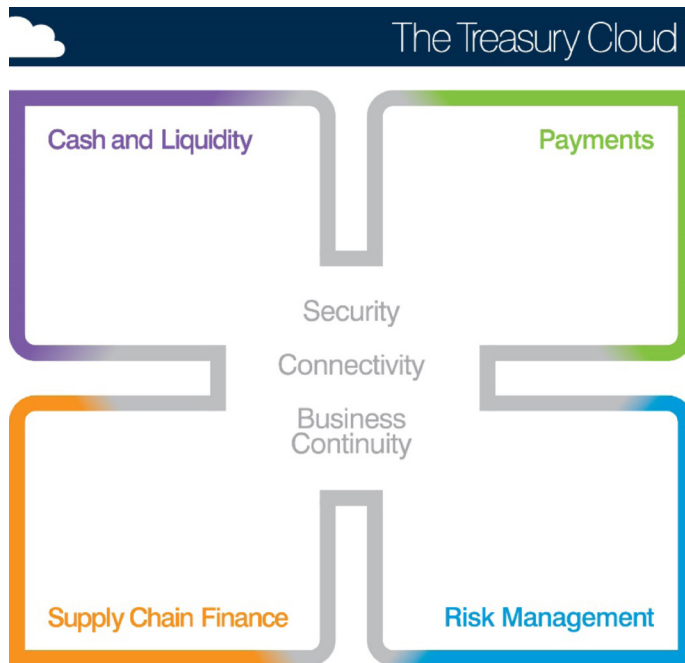 The Treasury Cloud
Cash and Liquidity
Payments
Security
Connectivity
Business
Continuity
Supply Chain Finance
Risk Management